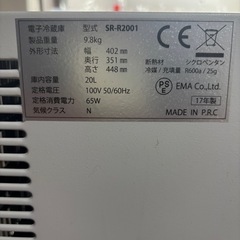 電子冷蔵庫 型式 SR-R2001
製品重量 9.8kg
外形寸法 幅 402 mm
奥行 351 mm
高さ 448 mm
断熱材 シクロペンタン
冷媒/充填量 R600a / 25g
庫内容量 20L
定格電圧 100V 50/60Hz
定格消費電力 65W
気候クラス N
PSE
EMA Co.,Ltd.
17年製
MADE IN P.R.C